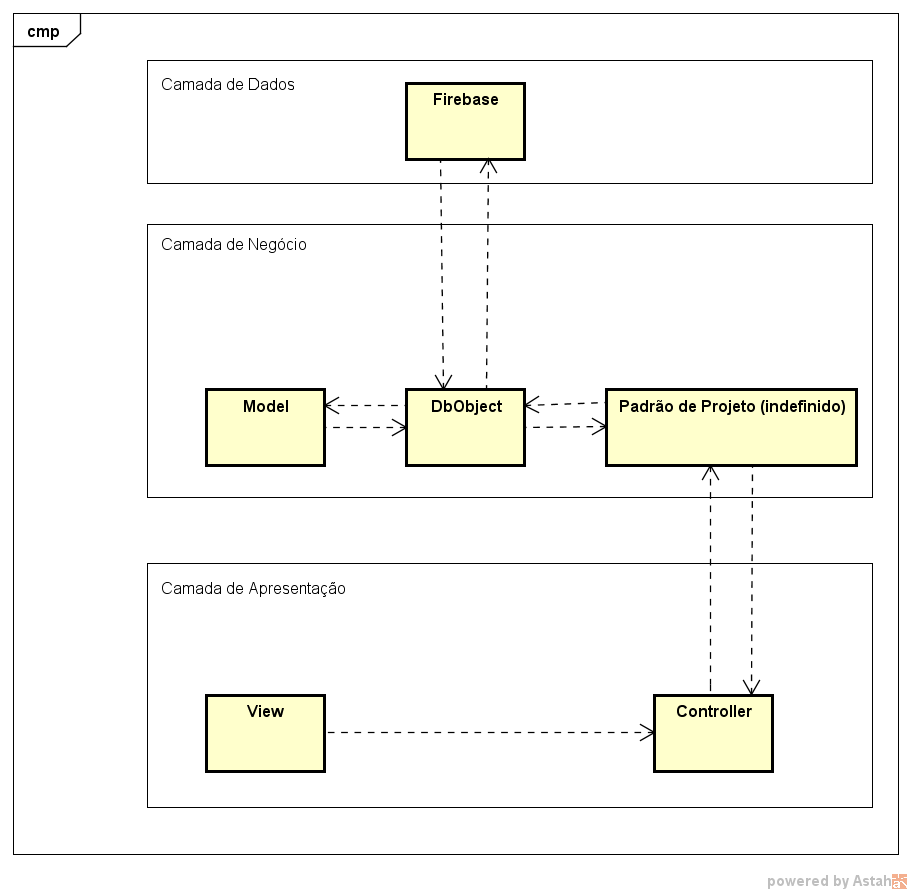 cmp
Camada de Dados
Firebase
Camada de Negócio
Model
DbObject
Padrão de Projeto (indefinido)
Camada de Apresentação
View
Controller
powered by Astah